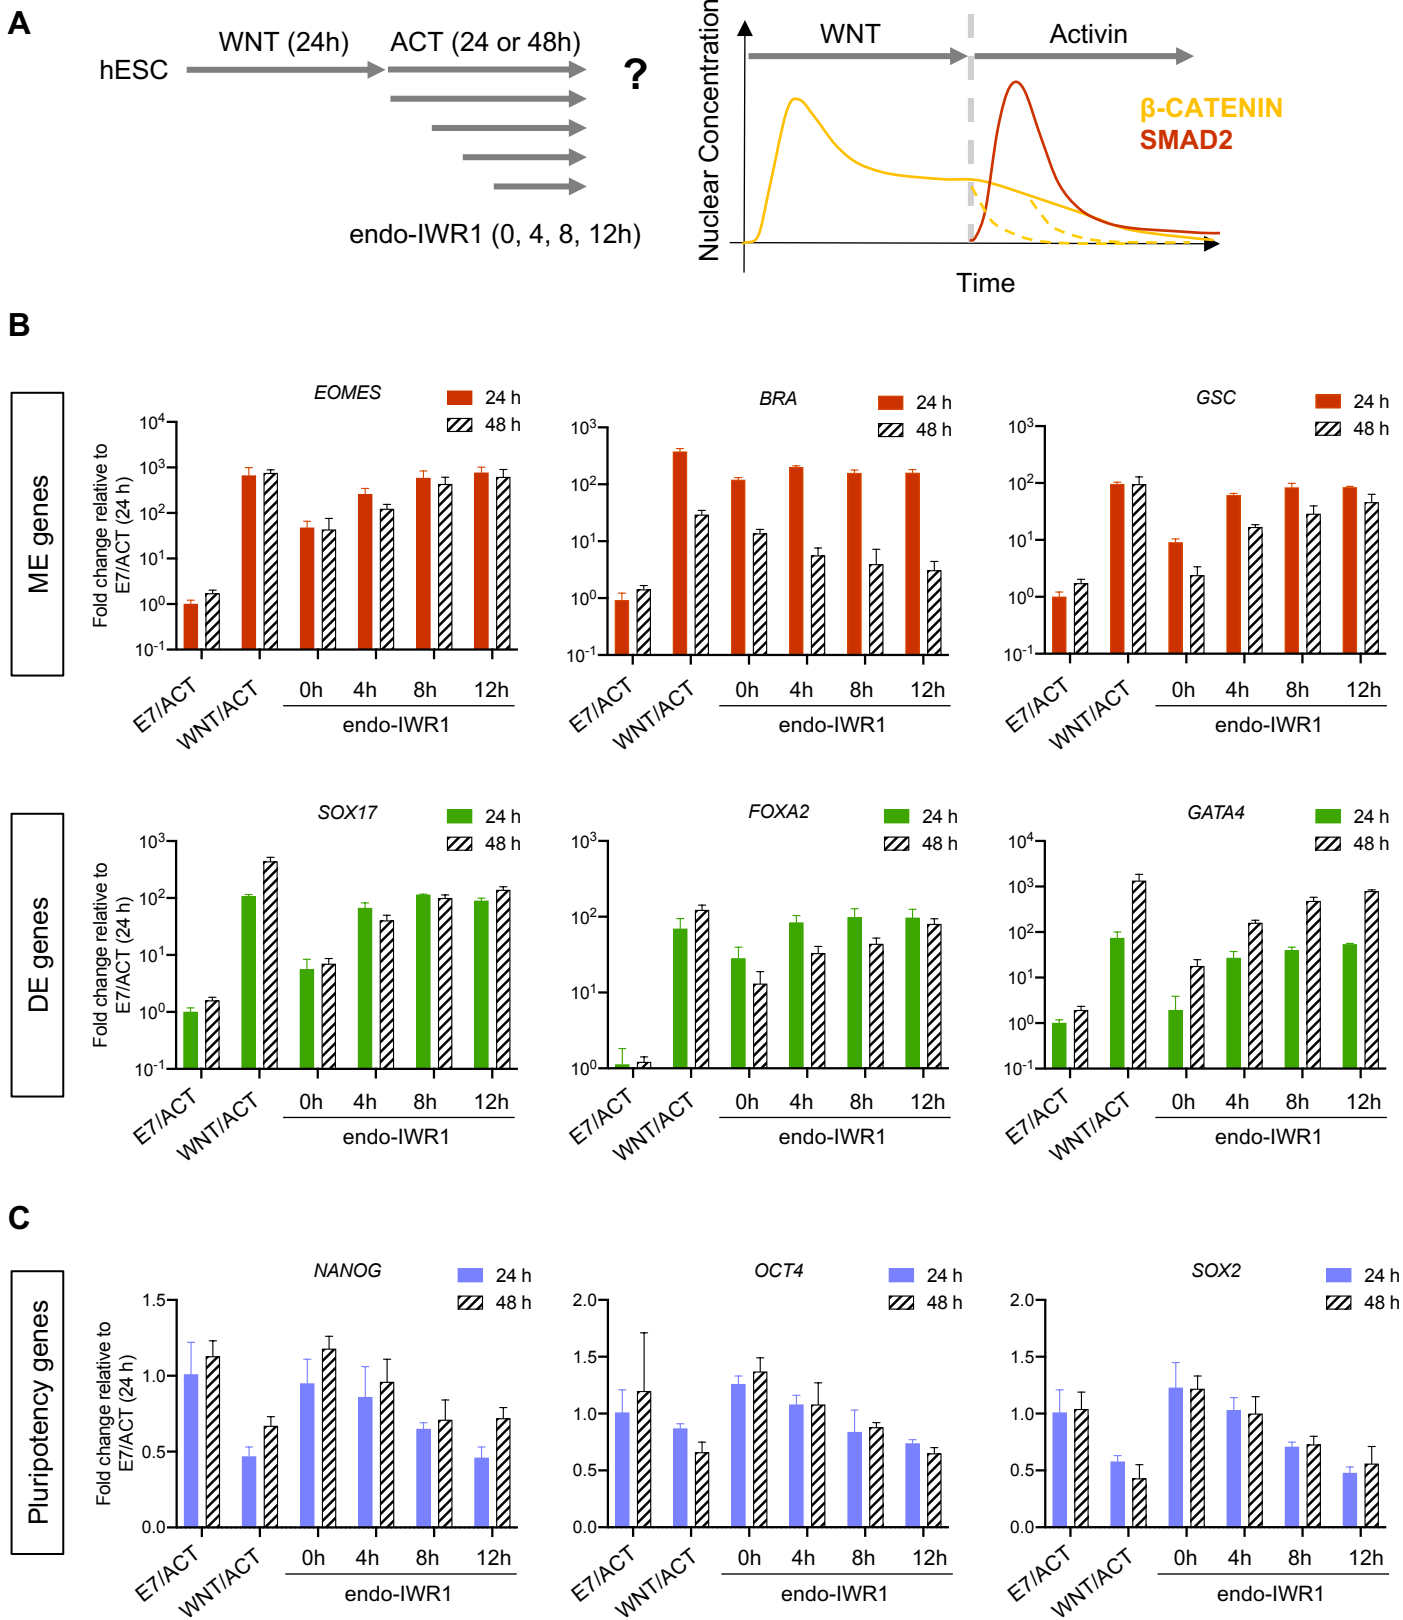 A
WNT (24h)
ACT (24 or 48h)
hESC
?
endo-IWR1 (0, 4, 8, 12h)
Nuclear Concentration
WNT
Activin
β-CATENIN
SMAD2
Time
B
ME genes
Fold change relative to
E7/ACT (24 h)
EOMES
24 h
48 h
10^4
10^3
10^2
10^1
10^0
10^-1
E7/ACT
WNT/ACT
0h
4h
8h
12h
endo-IWR1
BRA
24 h
48 h
10^3
10^2
10^1
10^0
10^-1
E7/ACT
WNT/ACT
0h
4h
8h
12h
endo-IWR1
GSC
24 h
48 h
10^3
10^2
10^1
10^0
10^-1
E7/ACT
WNT/ACT
0h
4h
8h
12h
endo-IWR1
DE genes
Fold change relative to
E7/ACT (24 h)
SOX17
24 h
48 h
10^3
10^2
10^1
10^0
10^-1
E7/ACT
WNT/ACT
0h
4h
8h
12h
endo-IWR1
FOXA2
24 h
48 h
10^3
10^2
10^1
10^0
E7/ACT
WNT/ACT
0h
4h
8h
12h
endo-IWR1
GATA4
24 h
48 h
10^4
10^3
10^2
10^1
10^0
10^-1
E7/ACT
WNT/ACT
0h
4h
8h
12h
endo-IWR1
C
Pluripotency genes
Fold change relative to
E7/ACT (24 h)
NANOG
24 h
48 h
1.5
1.0
0.5
0.0
E7/ACT
WNT/ACT
0h
4h
8h
12h
endo-IWR1
OCT4
24 h
48 h
2.0
1.5
1.0
0.5
0.0
E7/ACT
WNT/ACT
0h
4h
8h
12h
endo-IWR1
SOX2
24 h
48 h
2.0
1.5
1.0
0.5
0.0
E7/ACT
WNT/ACT
0h
4h
8h
12h
endo-IWR1